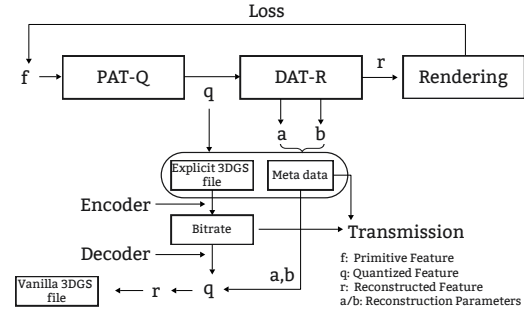 Loss
f
PAT-Q
DAT-R
r
Rendering
q
a
b
Explicit 3DGS
file
Meta data
Encoder
Bitrate
Transmission
Decoder
f: Primitive Feature
q: Quantized Feature
r: Reconstructed Feature
a/b: Reconstruction Parameters
a,b
Vanilla 3DGS
file
r
q